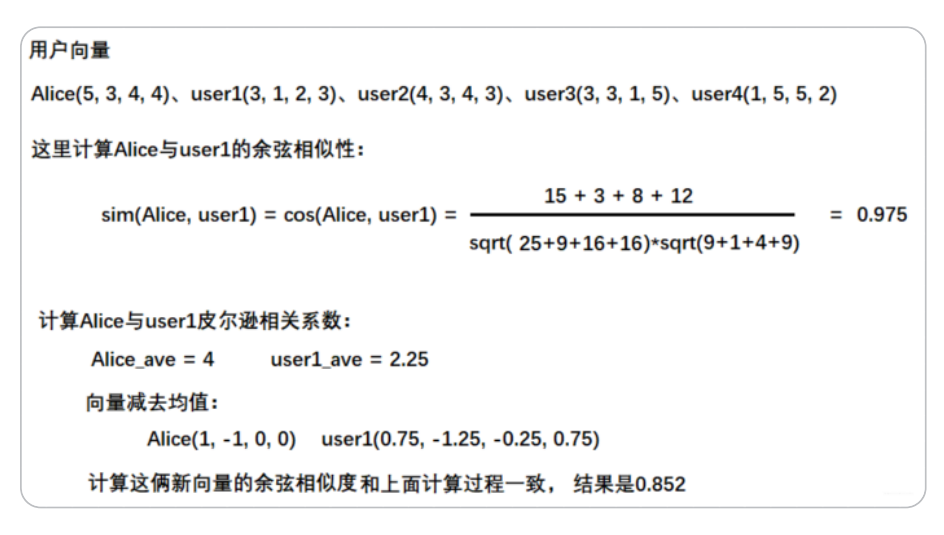 用户向量
Alice(5, 3, 4, 4)、user1(3, 1, 2, 3)、user2(4, 3, 4, 3)、user3(3, 3, 1, 5)、user4(1, 5, 5, 2)
这里计算Alice与user1的余弦相似性：
15 + 3 + 8 + 12
sim(Alice, user1) = cos(Alice, user1) = = 0.975
sqrt( 25+9+16+16)*sqrt(9+1+4+9)
计算Alice与user1皮尔逊相关系数：
Alice_ave = 4 user1_ave = 2.25
向量减去均值：
Alice(1, -1, 0, 0) user1(0.75, -1.25, -0.25, 0.75)
计算这俩新向量的余弦相似度和上面计算过程一致， 结果是0.852